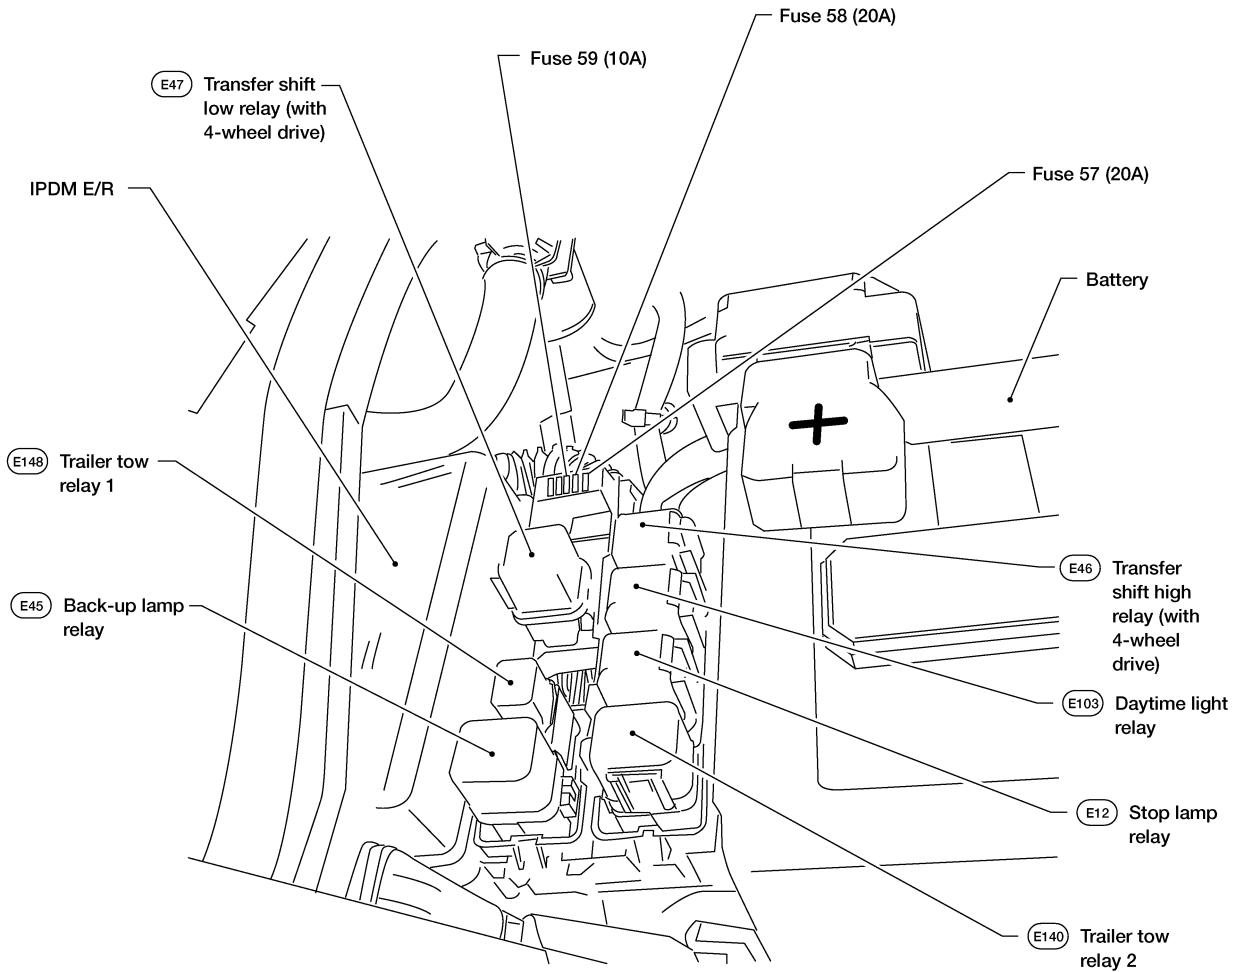 Fuse 58 (20A)
Fuse 59 (10A)
E47 Transfer shift
low relay (with
4-wheel drive)
Fuse 57 (20A)
IPDM E/R
Battery
E148 Trailer tow
relay 1
E46 Transfer
shift high
relay (with
4-wheel
drive)
E45 Back-up lamp
relay
E103 Daytime light
relay
E12 Stop lamp
relay
E140 Trailer tow
relay 2